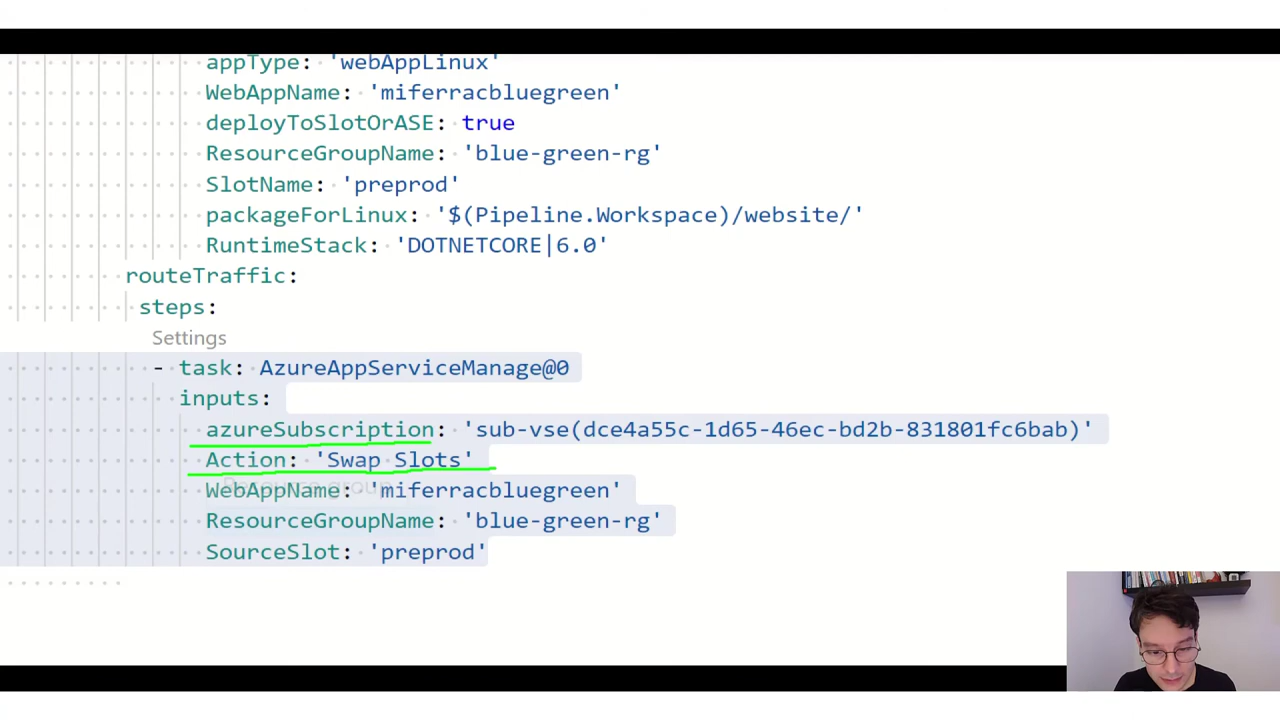 appType: 'webAppLinux'
WebAppName: 'miferracbluegreen'
deployToSlotOrASE: true
ResourceGroupName: 'blue-green-rg'
SlotName: 'preprod'
packageForLinux: '$(Pipeline.Workspace)/website/'
RuntimeStack: 'DOTNETCORE|6.0'
routeTraffic:
steps:
Settings
- task: AzureAppServiceManage@0
inputs:
azureSubscription: 'sub-vse(dce4a55c-1d65-46ec-bd2b-831801fc6bab)'
Action: 'Swap Slots'
Resource group
WebAppName: 'miferracbluegreen'
ResourceGroupName: 'blue-green-rg'
SourceSlot: 'preprod'